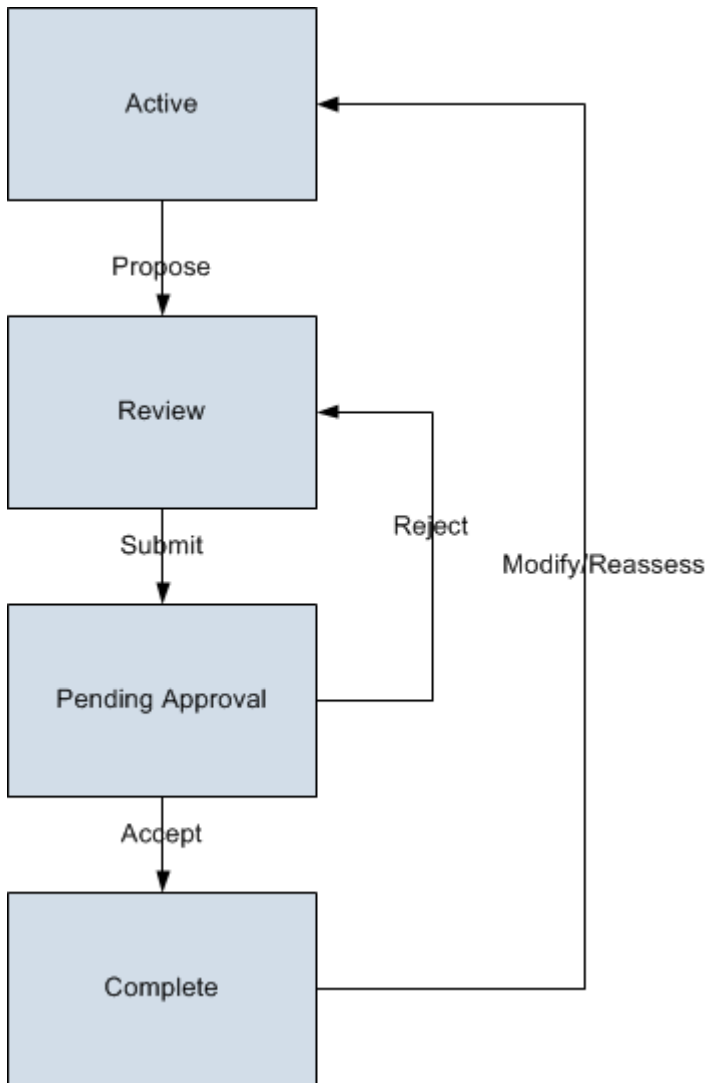 Active
Propose
Review
Submit
Reject
Modify/Reassess
Pending Approval
Accept
Complete